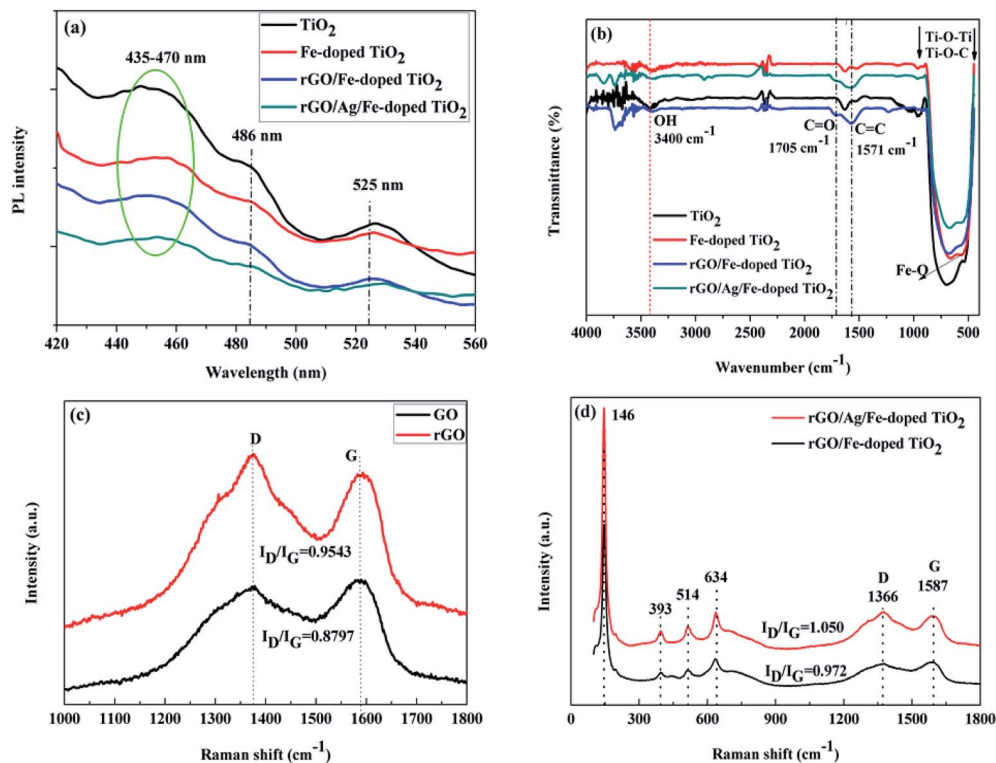 (a)
TiO2
Fe-doped TiO2
rGO/Fe-doped TiO2
rGO/Ag/Fe-doped TiO2
435-470 nm
486 nm
525 nm
PL intensity
420 440 460 480 500 520 540 560
Wavelength (nm)
(b)
Ti-O-Ti
Ti-O-C
OH
3400 cm-1
C=O
1705 cm-1
C=C
1571 cm-1
TiO2
Fe-doped TiO2
rGO/Fe-doped TiO2
rGO/Ag/Fe-doped TiO2
Fe-O
Transmittance (%)
4000 3500 3000 2500 2000 1500 1000 500
Wavenumber (cm-1)
(c)
GO
rGO
D
G
ID/IG=0.9543
ID/IG=0.8797
Intensity (a.u.)
1000 1100 1200 1300 1400 1500 1600 1700 1800
Raman shift (cm-1)
(d)
rGO/Ag/Fe-doped TiO2
rGO/Fe-doped TiO2
146
393
514
634
D
1366
G
1587
ID/IG=1.050
ID/IG=0.972
Intensity (a.u.)
0 300 600 900 1200 1500 1800
Raman shift (cm-1)